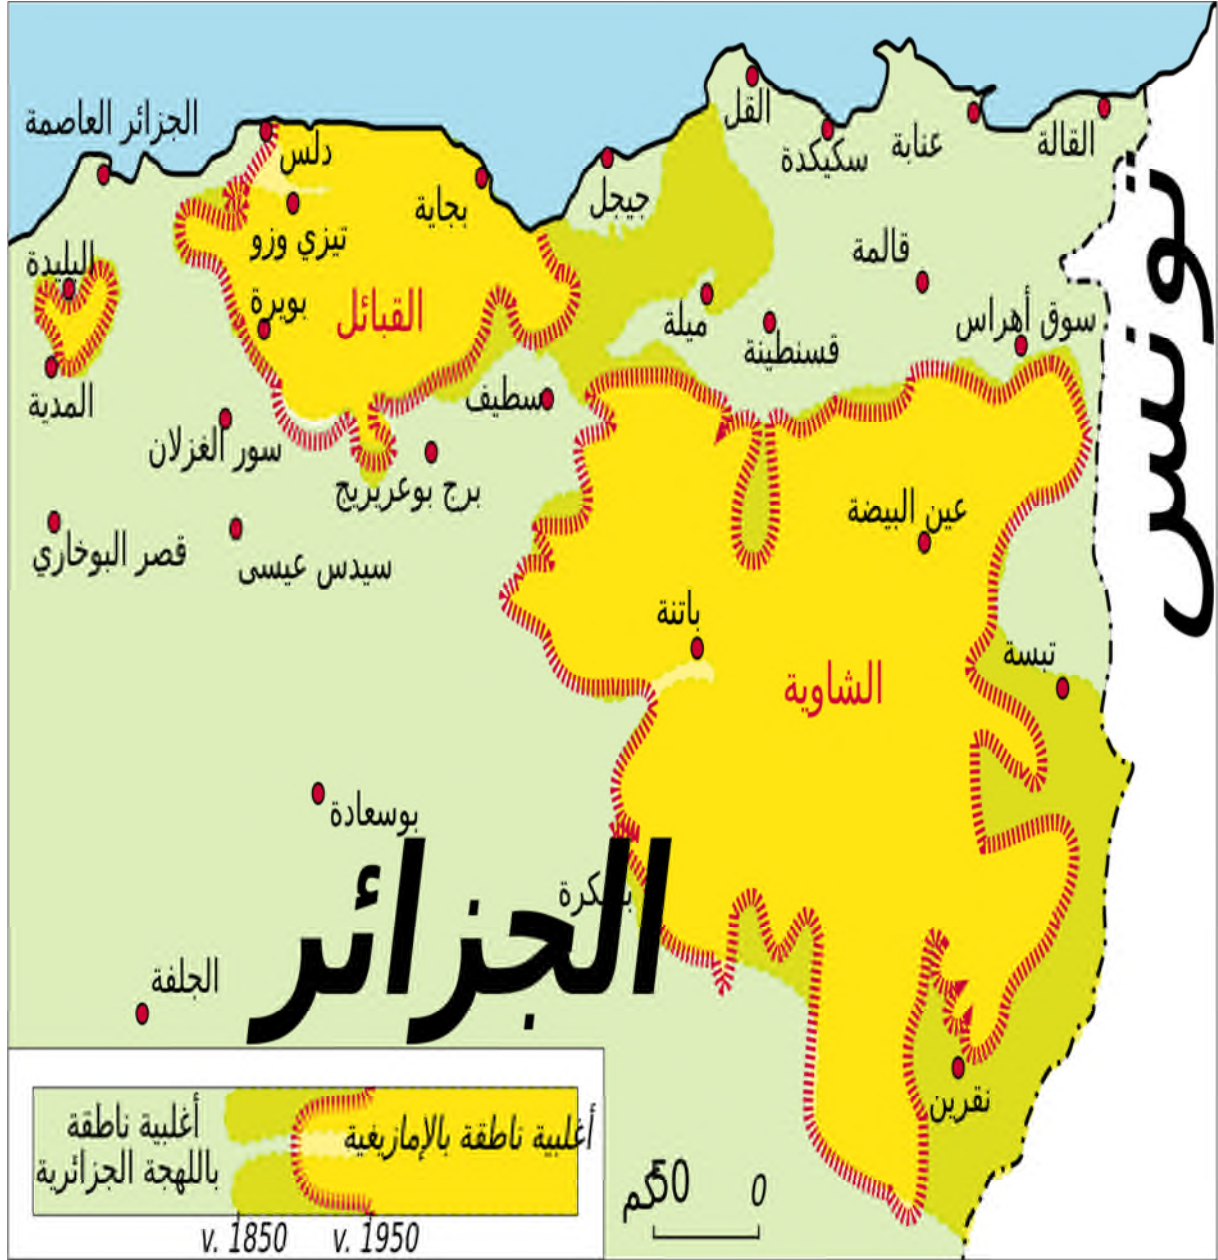 الجزائر العاصمة
دلس
القل
سكيكدة
عنابة
القالة
تونس
جيجل
بجاية
تيزي وزو
البليدة
بويرة
القبائل
قالمة
ميلة
قسنطينة
سوق أهراس
المدية
سطيف
سور الغزلان
برج بوعريريج
عين البيضة
قصر البوخاري
سيدس عيسى
باتنة
تبسة
الشاوية
بوسعادة
بسكرة
الجزائر
الجلفة
نقرين
أغلبية ناطقة
باللهجة الجزائرية
أغلبية ناطقة بالإمازيغية
v. 1850
v. 1950
50كم
0